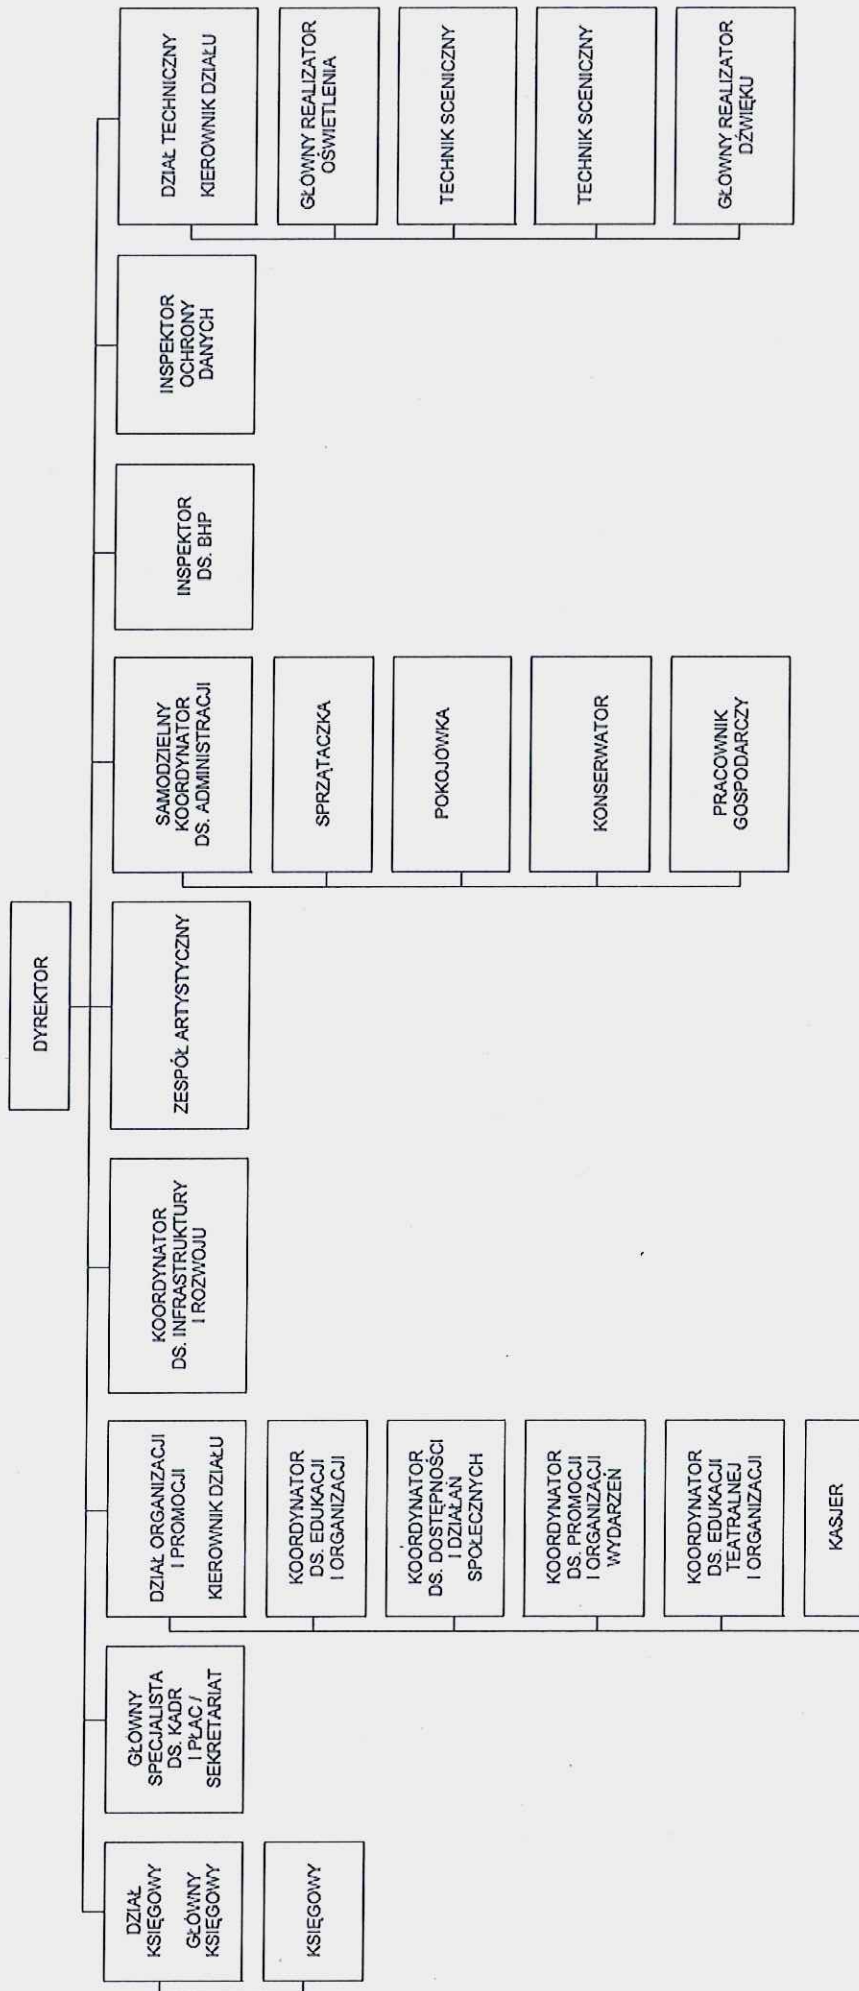 DYREKTOR
DZIAŁ
KSIĘGOWY
GŁÓWNY
KSIĘGOWY
KSIĘGOWY
GŁÓWNY
SPECJALISTA
DS. KADR
I PŁAC /
SEKRETARIAT
DZIAŁ ORGANIZACJI
I PROMOCJI
KIEROWNIK DZIAŁU
KOORDYNATOR
DS. EDUKACJI
I ORGANIZACJI
KOORDYNATOR
DS. DOSTĘPNOŚCI
I DZIAŁAŃ
SPOŁECZNYCH
KOORDYNATOR
DS. PROMOCJI
I ORGANIZACJI
WYDARZEŃ
KOORDYNATOR
DS. EDUKACJI
TEATRALNEJ
I ORGANIZACJI
KASJER
KOORDYNATOR
DS. INFRASTRUKTURY
I ROZWOJU
ZESPÓŁ ARTYSTYCZNY
SAMODZIELNY
KOORDYNATOR
DS. ADMINISTRACJI
SPRZĄTACZKA
POKOJÓWKA
KONSERWATOR
PRACOWNIK
GOSPODARCZY
INSPEKTOR
DS. BHP
INSPEKTOR
OCHRONY
DANYCH
DZIAŁ TECHNICZNY
KIEROWNIK DZIAŁU
GŁÓWNY REALIZATOR
OŚWIETLENIA
TECHNIK SCENICZNY
TECHNIK SCENICZNY
GŁÓWNY REALIZATOR
DŹWIĘKU